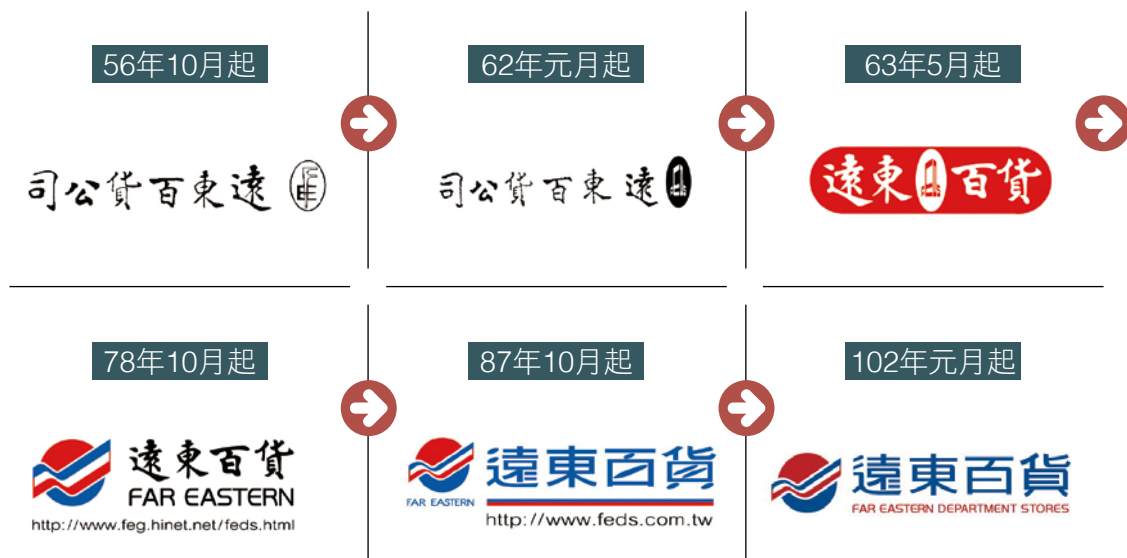 56年10月起
遠東百貨公司
62年元月起
遠東百貨公司
63年5月起
遠東百貨
78年10月起
遠東百貨
FAR EASTERN
http://www.feg.hinet.net/feds.html
87年10月起
遠東百貨
FAR EASTERN
http://www.feds.com.tw
102年元月起
遠東百貨
FAR EASTERN DEPARTMENT STORES